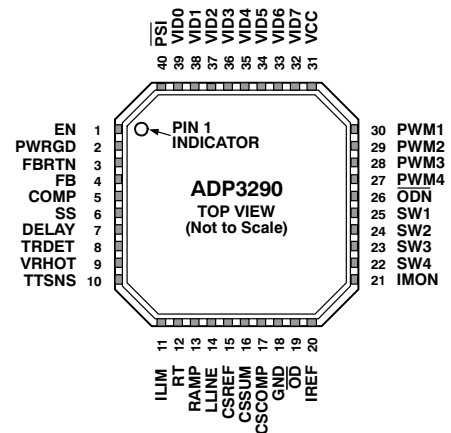 PSI
VID0
VID1
VID2
VID3
VID4
VID5
VID6
VID7
VCC
40
39
38
37
36
35
34
33
32
31
EN 1
PWRGD 2
FBRTN 3
FB 4
COMP 5
SS 6
DELAY 7
TRDET 8
VRHOT 9
TTSNS 10
PIN 1
INDICATOR
ADP3290
TOP VIEW
(Not to Scale)
30 PWM1
29 PWM2
28 PWM3
27 PWM4
26 ODN
25 SW1
24 SW2
23 SW3
22 SW4
21 IMON
11
12
13
14
15
16
17
18
19
20
ILIM
RT
RAMP
LLINE
CSREF
CSSUM
CSCOMP
GND
OD
IREF